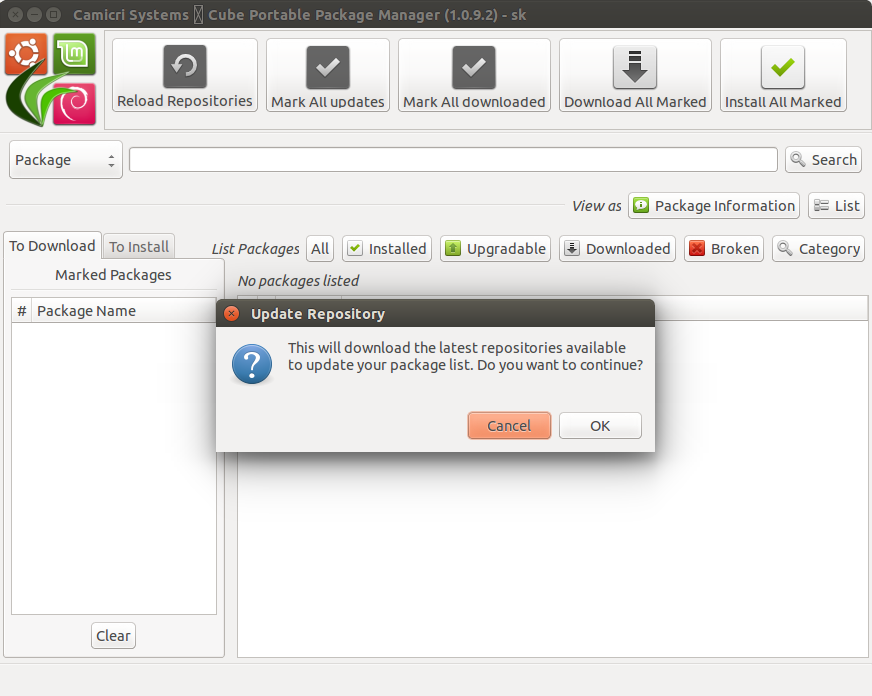 Camicri Systems Cube Portable Package Manager (1.0.9.2) - sk
Reload Repositories
Mark All updates
Mark All downloaded
Download All Marked
Install All Marked
Package
Search
View as
Package Information
List
To Download
To Install
List Packages
All
Installed
Upgradable
Downloaded
Broken
Category
Marked Packages
No packages listed
# Package Name
Update Repository
This will download the latest repositories available
to update your package list. Do you want to continue?
Cancel
OK
Clear